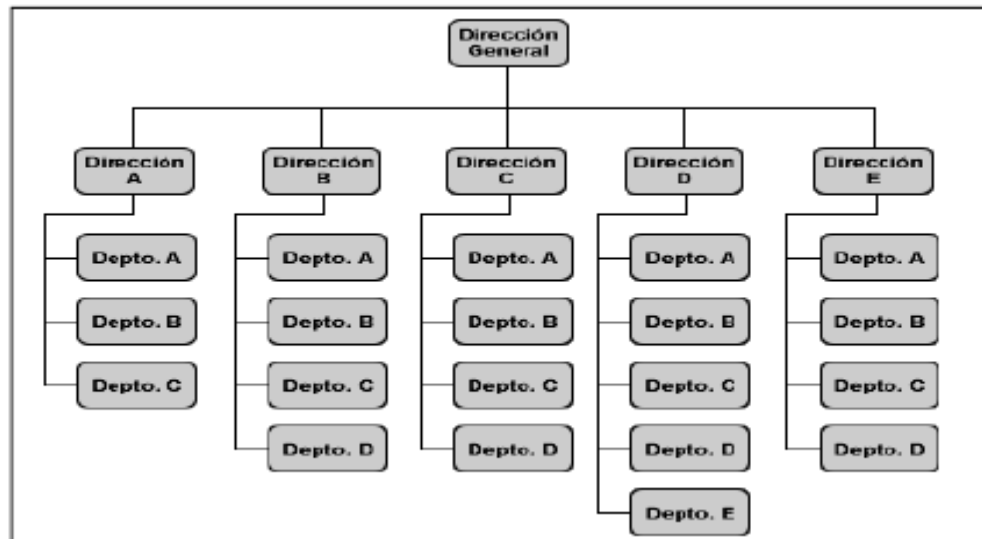 Dirección
General
Dirección
A
Dirección
B
Dirección
C
Dirección
D
Dirección
E
Depto. A
Depto. A
Depto. A
Depto. A
Depto. A
Depto. B
Depto. B
Depto. B
Depto. B
Depto. B
Depto. C
Depto. C
Depto. C
Depto. C
Depto. C
Depto. D
Depto. D
Depto. D
Depto. D
Depto. E